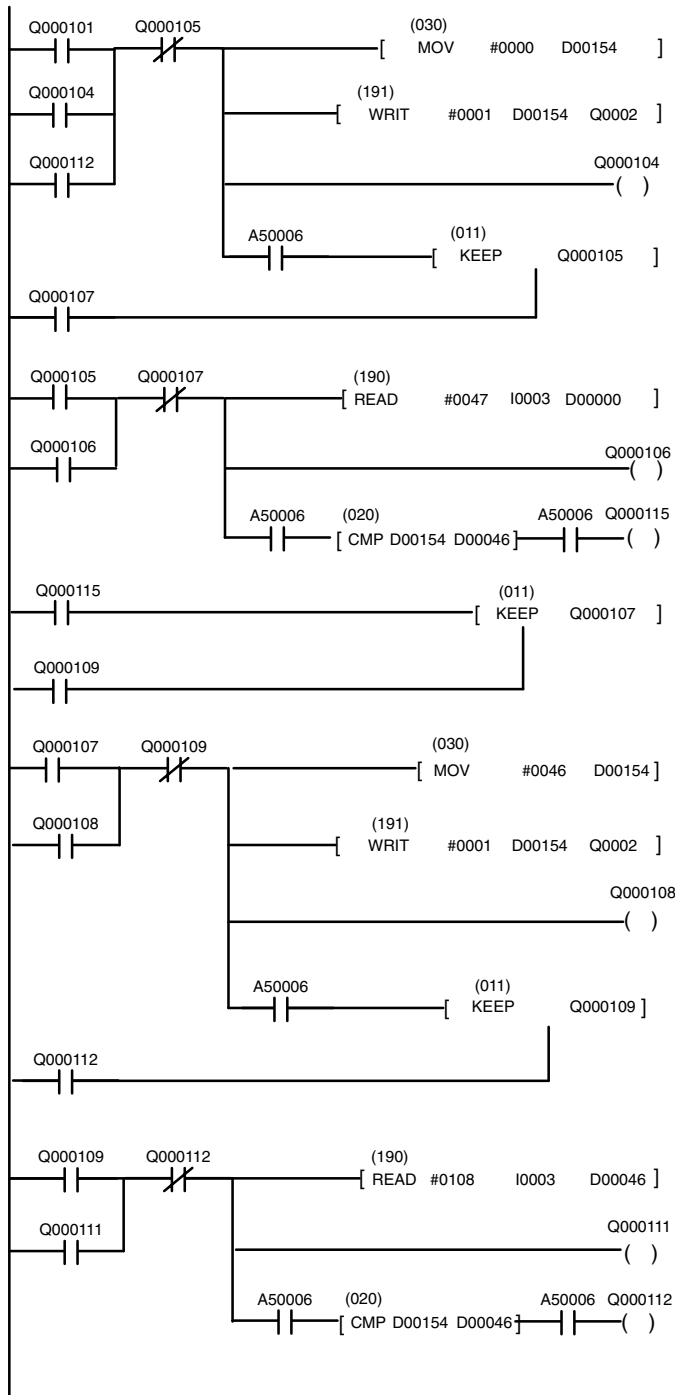 Q000101 Q000105 (030)
[ MOV #0000 D00154 ]
Q000104 (191)
[ WRIT #0001 D00154 Q0002 ]
Q000112 Q000104
( )
A50006 (011)
[ KEEP Q000105 ]
Q000107
Q000105 Q000107 (190)
[ READ #0047 I0003 D00000 ]
Q000106 Q000106
( )
A50006 (020) A50006 Q000115
[ CMP D00154 D00046 ] ( )
Q000115 (011)
[ KEEP Q000107 ]
Q000109
Q000107 Q000109 (030)
[ MOV #0046 D00154 ]
Q000108 (191)
[ WRIT #0001 D00154 Q0002 ]
Q000108
( )
A50006 (011)
[ KEEP Q000109 ]
Q000112
Q000109 Q000112 (190)
[ READ #0108 I0003 D00046 ]
Q000111 Q000111
( )
A50006 (020) A50006 Q000112
[ CMP D00154 D00046 ] ( )